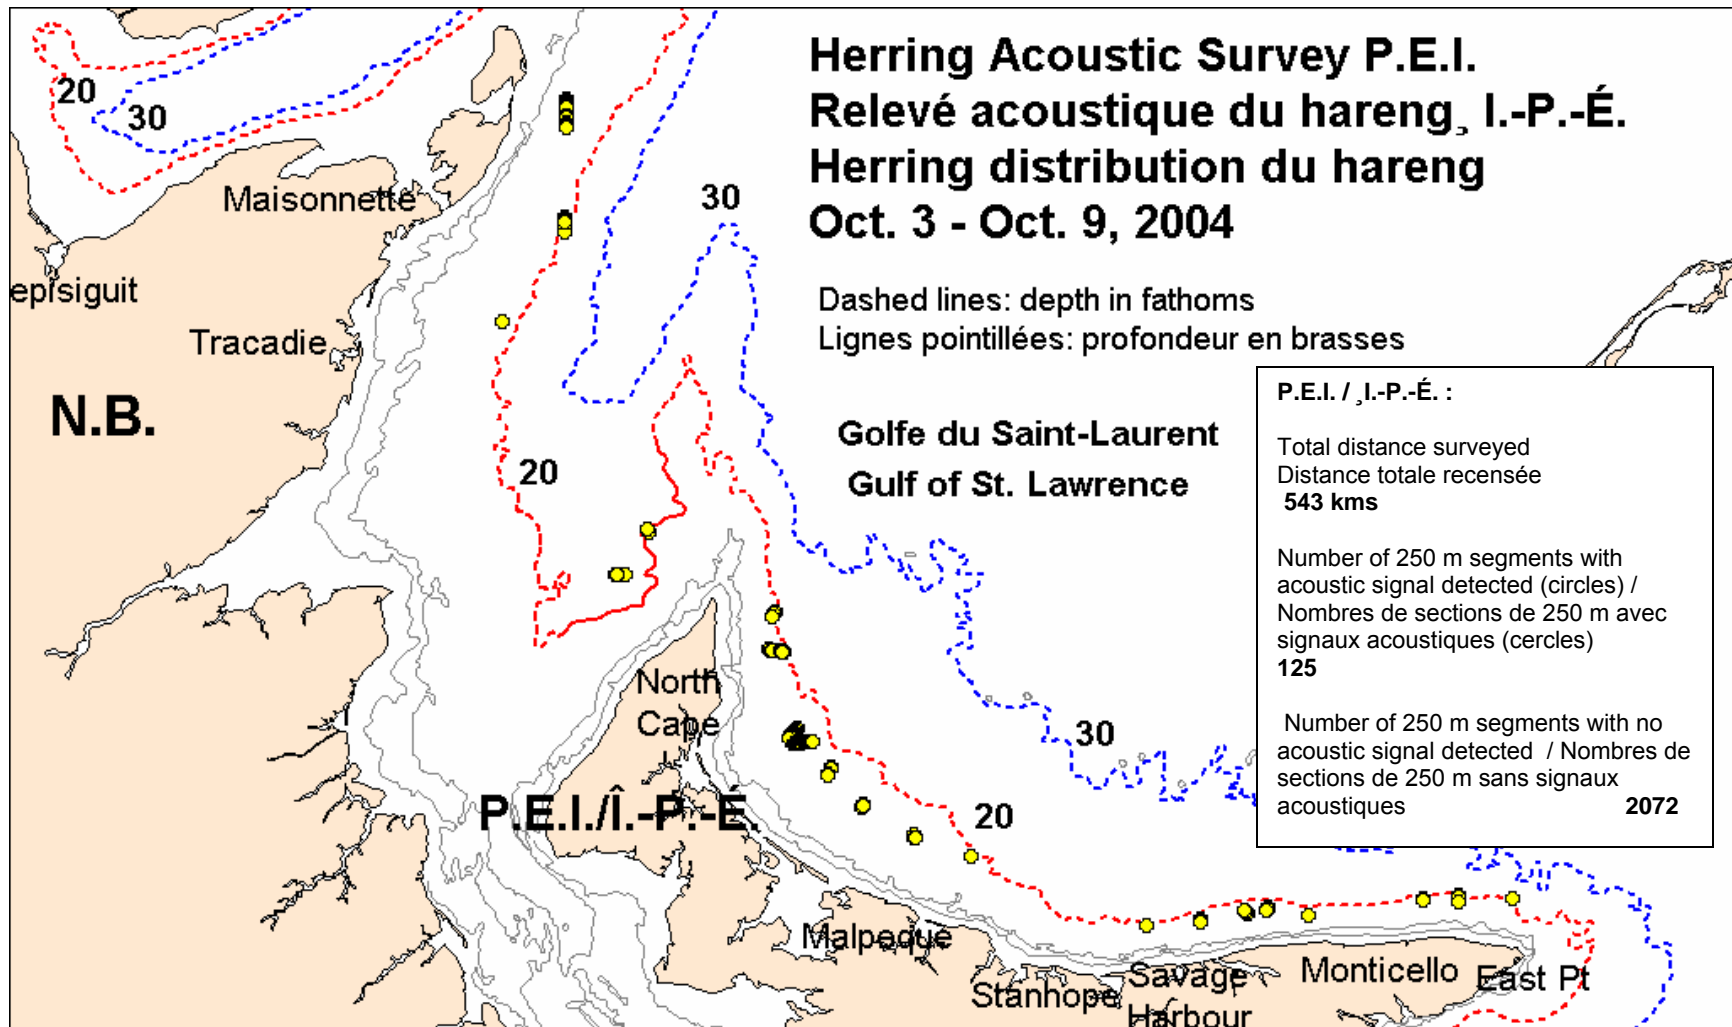 Herring Acoustic Survey P.E.I.
Relevé acoustique du hareng¸ I.-P.-É.
Herring distribution du hareng
Oct. 3 - Oct. 9, 2004
Dashed lines: depth in fathoms
Lignes pointillées: profondeur en brasses
20
30
Maisonnette
30
episiguit
Tracadie
N.B.
Golfe du Saint-Laurent
Gulf of St. Lawrence
20
P.E.I. / ¸I.-P.-É. :
Total distance surveyed
Distance totale recensée
543 kms
Number of 250 m segments with
acoustic signal detected (circles) /
Nombres de sections de 250 m avec
signaux acoustiques (cercles)
125
Number of 250 m segments with no
acoustic signal detected / Nombres de
sections de 250 m sans signaux
acoustiques 2072
North
Cape
30
P.E.I./Î.-P.-É.
20
Malpeque
Stanhope
Savage
Harbour
Monticello
East Pt